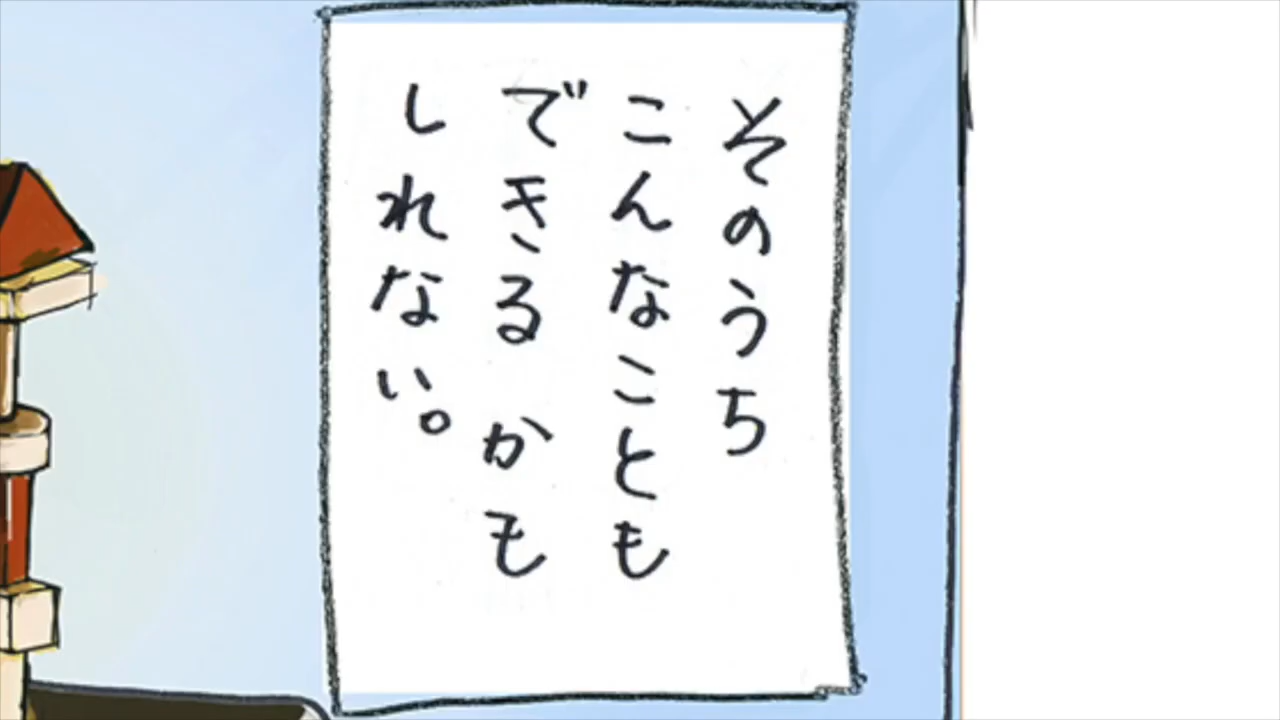 そのうち
こんなことも
できる かも
しれない。